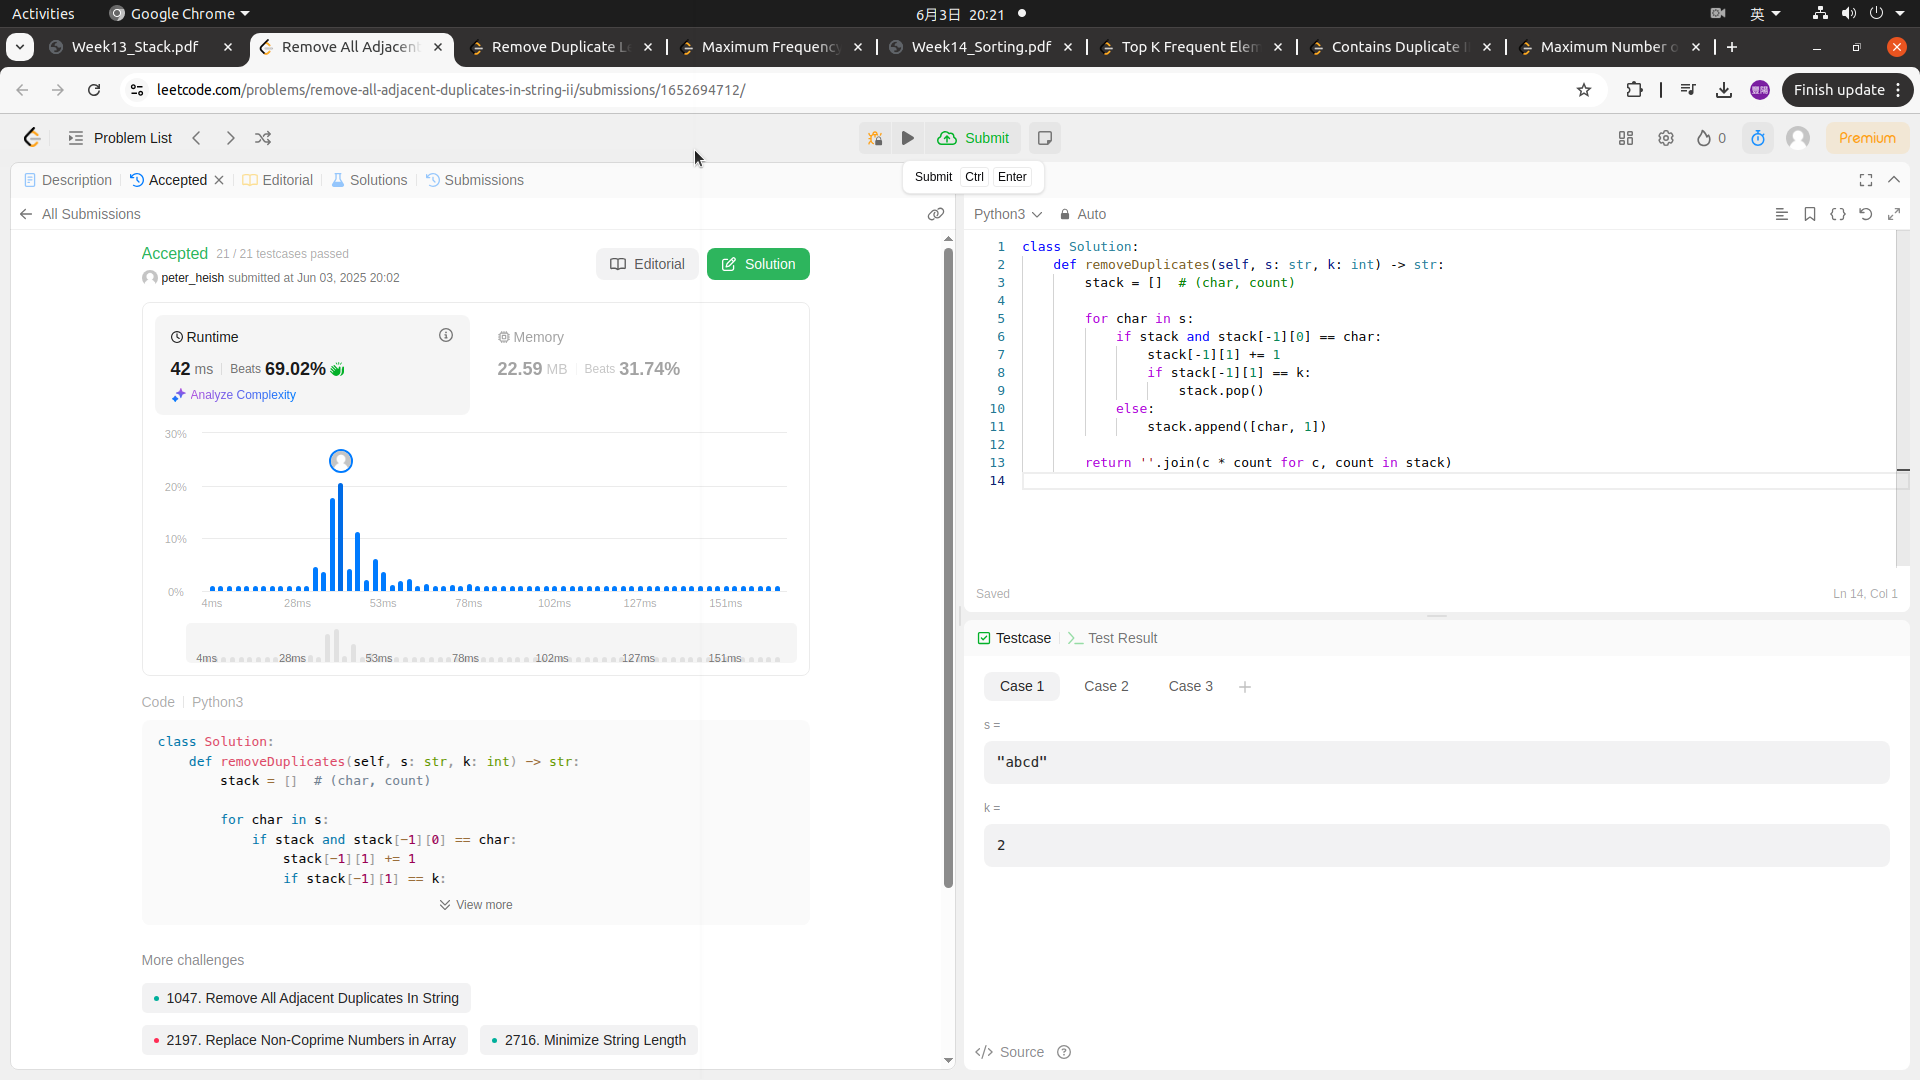 Activities
Google Chrome
6月3日 20:21
英
Week13_Stack.pdf
Remove All Adjacent
Remove Duplicate Le
Maximum Frequency
Week14_Sorting.pdf
Top K Frequent Elem
Contains Duplicate
Maximum Number o
leetcode.com/problems/remove-all-adjacent-duplicates-in-string-ii/submissions/1652694712/
Finish update
Problem List
Submit
0
Premium
Submit Ctrl Enter
Description
Accepted
Editorial
Solutions
Submissions
All Submissions
Accepted 21 / 21 testcases passed
peter_heish submitted at Jun 03, 2025 20:02
Editorial
Solution
Runtime
42 ms Beats 69.02%
Analyze Complexity
Memory
22.59 MB Beats 31.74%
30%
20%
10%
0%
4ms 28ms 53ms 78ms 102ms 127ms 151ms
4ms 28ms 53ms 78ms 102ms 127ms 151ms
Code Python3
class Solution:
    def removeDuplicates(self, s: str, k: int) -> str:
        stack = []  # (char, count)
        for char in s:
            if stack and stack[-1][0] == char:
                stack[-1][1] += 1
                if stack[-1][1] == k:
View more
More challenges
1047. Remove All Adjacent Duplicates In String
2197. Replace Non-Coprime Numbers in Array
2716. Minimize String Length
Python3
Auto
1 class Solution:
2     def removeDuplicates(self, s: str, k: int) -> str:
3         stack = []  # (char, count)
4
5         for char in s:
6             if stack and stack[-1][0] == char:
7                 stack[-1][1] += 1
8                 if stack[-1][1] == k:
9                     stack.pop()
10             else:
11                 stack.append([char, 1])
12
13         return ''.join(c * count for c, count in stack)
14
Saved
Ln 14, Col 1
Testcase
Test Result
Case 1
Case 2
Case 3
s =
"abcd"
k =
2
Source